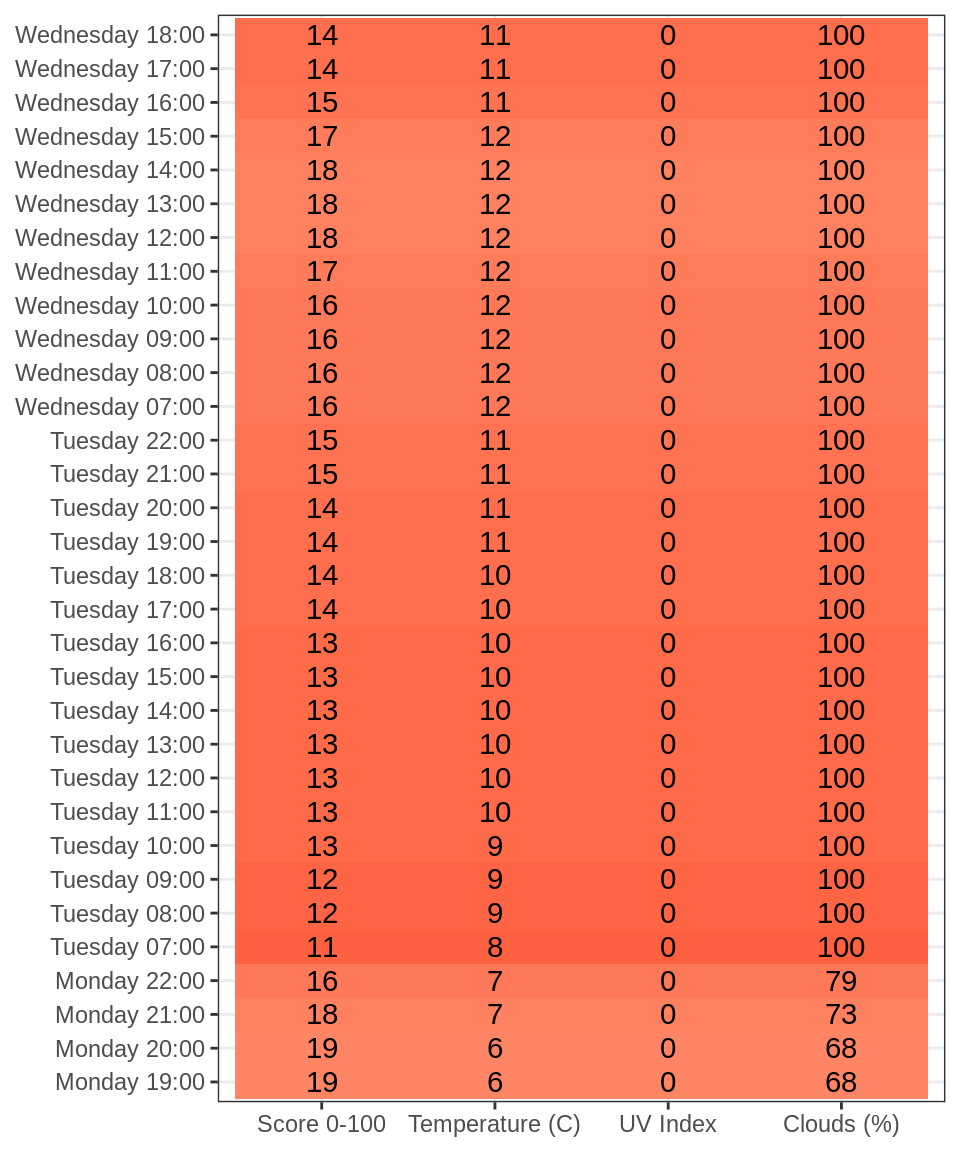 Wednesday 18:00 14 11 0 100
Wednesday 17:00 14 11 0 100
Wednesday 16:00 15 11 0 100
Wednesday 15:00 17 12 0 100
Wednesday 14:00 18 12 0 100
Wednesday 13:00 18 12 0 100
Wednesday 12:00 18 12 0 100
Wednesday 11:00 17 12 0 100
Wednesday 10:00 16 12 0 100
Wednesday 09:00 16 12 0 100
Wednesday 08:00 16 12 0 100
Wednesday 07:00 16 12 0 100
Tuesday 22:00 15 11 0 100
Tuesday 21:00 15 11 0 100
Tuesday 20:00 14 11 0 100
Tuesday 19:00 14 11 0 100
Tuesday 18:00 14 10 0 100
Tuesday 17:00 14 10 0 100
Tuesday 16:00 13 10 0 100
Tuesday 15:00 13 10 0 100
Tuesday 14:00 13 10 0 100
Tuesday 13:00 13 10 0 100
Tuesday 12:00 13 10 0 100
Tuesday 11:00 13 10 0 100
Tuesday 10:00 13 9 0 100
Tuesday 09:00 12 9 0 100
Tuesday 08:00 12 9 0 100
Tuesday 07:00 11 8 0 100
Monday 22:00 16 7 0 79
Monday 21:00 18 7 0 73
Monday 20:00 19 6 0 68
Monday 19:00 19 6 0 68
Score 0-100 Temperature (C) UV Index Clouds (%)